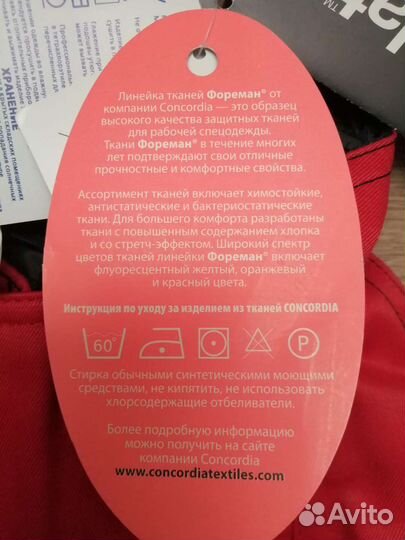 Линейка тканей Фореман® от
компании Concordia — это образец
высокого качества защитных тканей
для рабочей спецодежды.
Ткани Фореман® в течение многих
лет подтверждают свои отличные
прочностные и комфортные свойства.
Ассортимент тканей включает химостойкие,
антистатические и бактериостатические
ткани. Для большего комфорта разработаны
ткани с повышенным содержанием хлопка
и со стретч-эффектом. Широкий спектр
цветов тканей линейки Фореман® включает
флуоресцентный желтый, оранжевый
и красный цвета.
Инструкция по уходу за изделием из тканей CONCORDIA
60° P
Стирка обычными синтетическими моющими
средствами, не кипятить, не использовать
хлорсодержащие отбеливатели.
Более подробную информацию
можно получить на сайте
компании Concordia
www.concordiatextiles.com
ХРАНЕНИЕ
TM
Avito